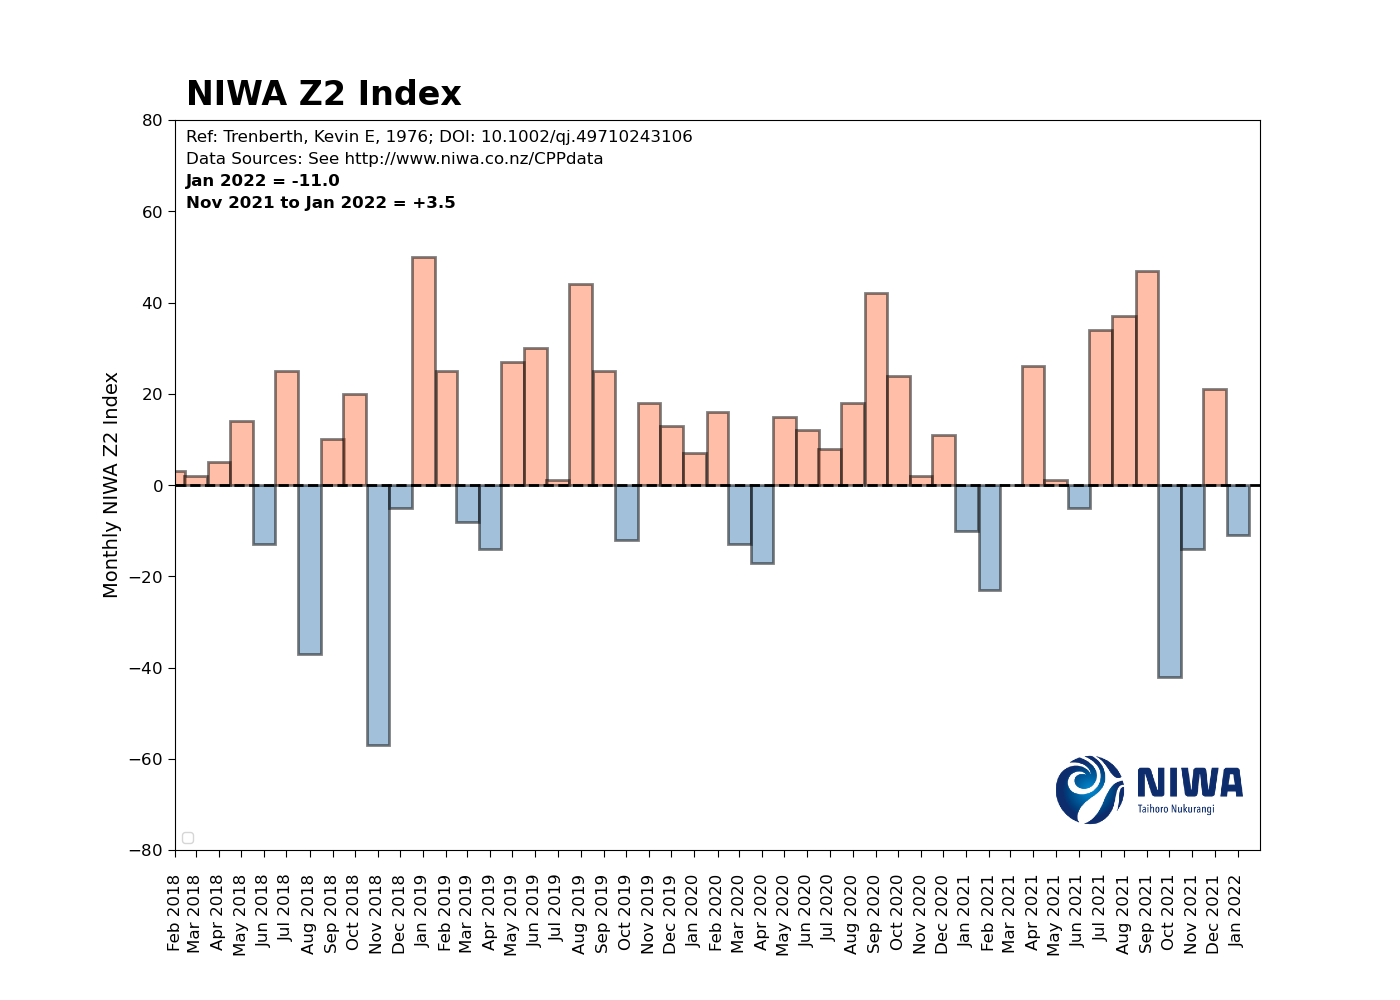 NIWA Z2 Index
Ref: Trenberth, Kevin E, 1976; DOI: 10.1002/qj.49710243106
Data Sources: See http://www.niwa.co.nz/CPPdata
Jan 2022 = -11.0
Nov 2021 to Jan 2022 = +3.5
Monthly NIWA Z2 Index
80
60
40
20
0
−20
−40
−60
−80
NIWA
Taihoro Nukurangi
Feb 2018
Mar 2018
Apr 2018
May 2018
Jun 2018
Jul 2018
Aug 2018
Sep 2018
Oct 2018
Nov 2018
Dec 2018
Jan 2019
Feb 2019
Mar 2019
Apr 2019
May 2019
Jun 2019
Jul 2019
Aug 2019
Sep 2019
Oct 2019
Nov 2019
Dec 2019
Jan 2020
Feb 2020
Mar 2020
Apr 2020
May 2020
Jun 2020
Jul 2020
Aug 2020
Sep 2020
Oct 2020
Nov 2020
Dec 2020
Jan 2021
Feb 2021
Mar 2021
Apr 2021
May 2021
Jun 2021
Jul 2021
Aug 2021
Sep 2021
Oct 2021
Nov 2021
Dec 2021
Jan 2022